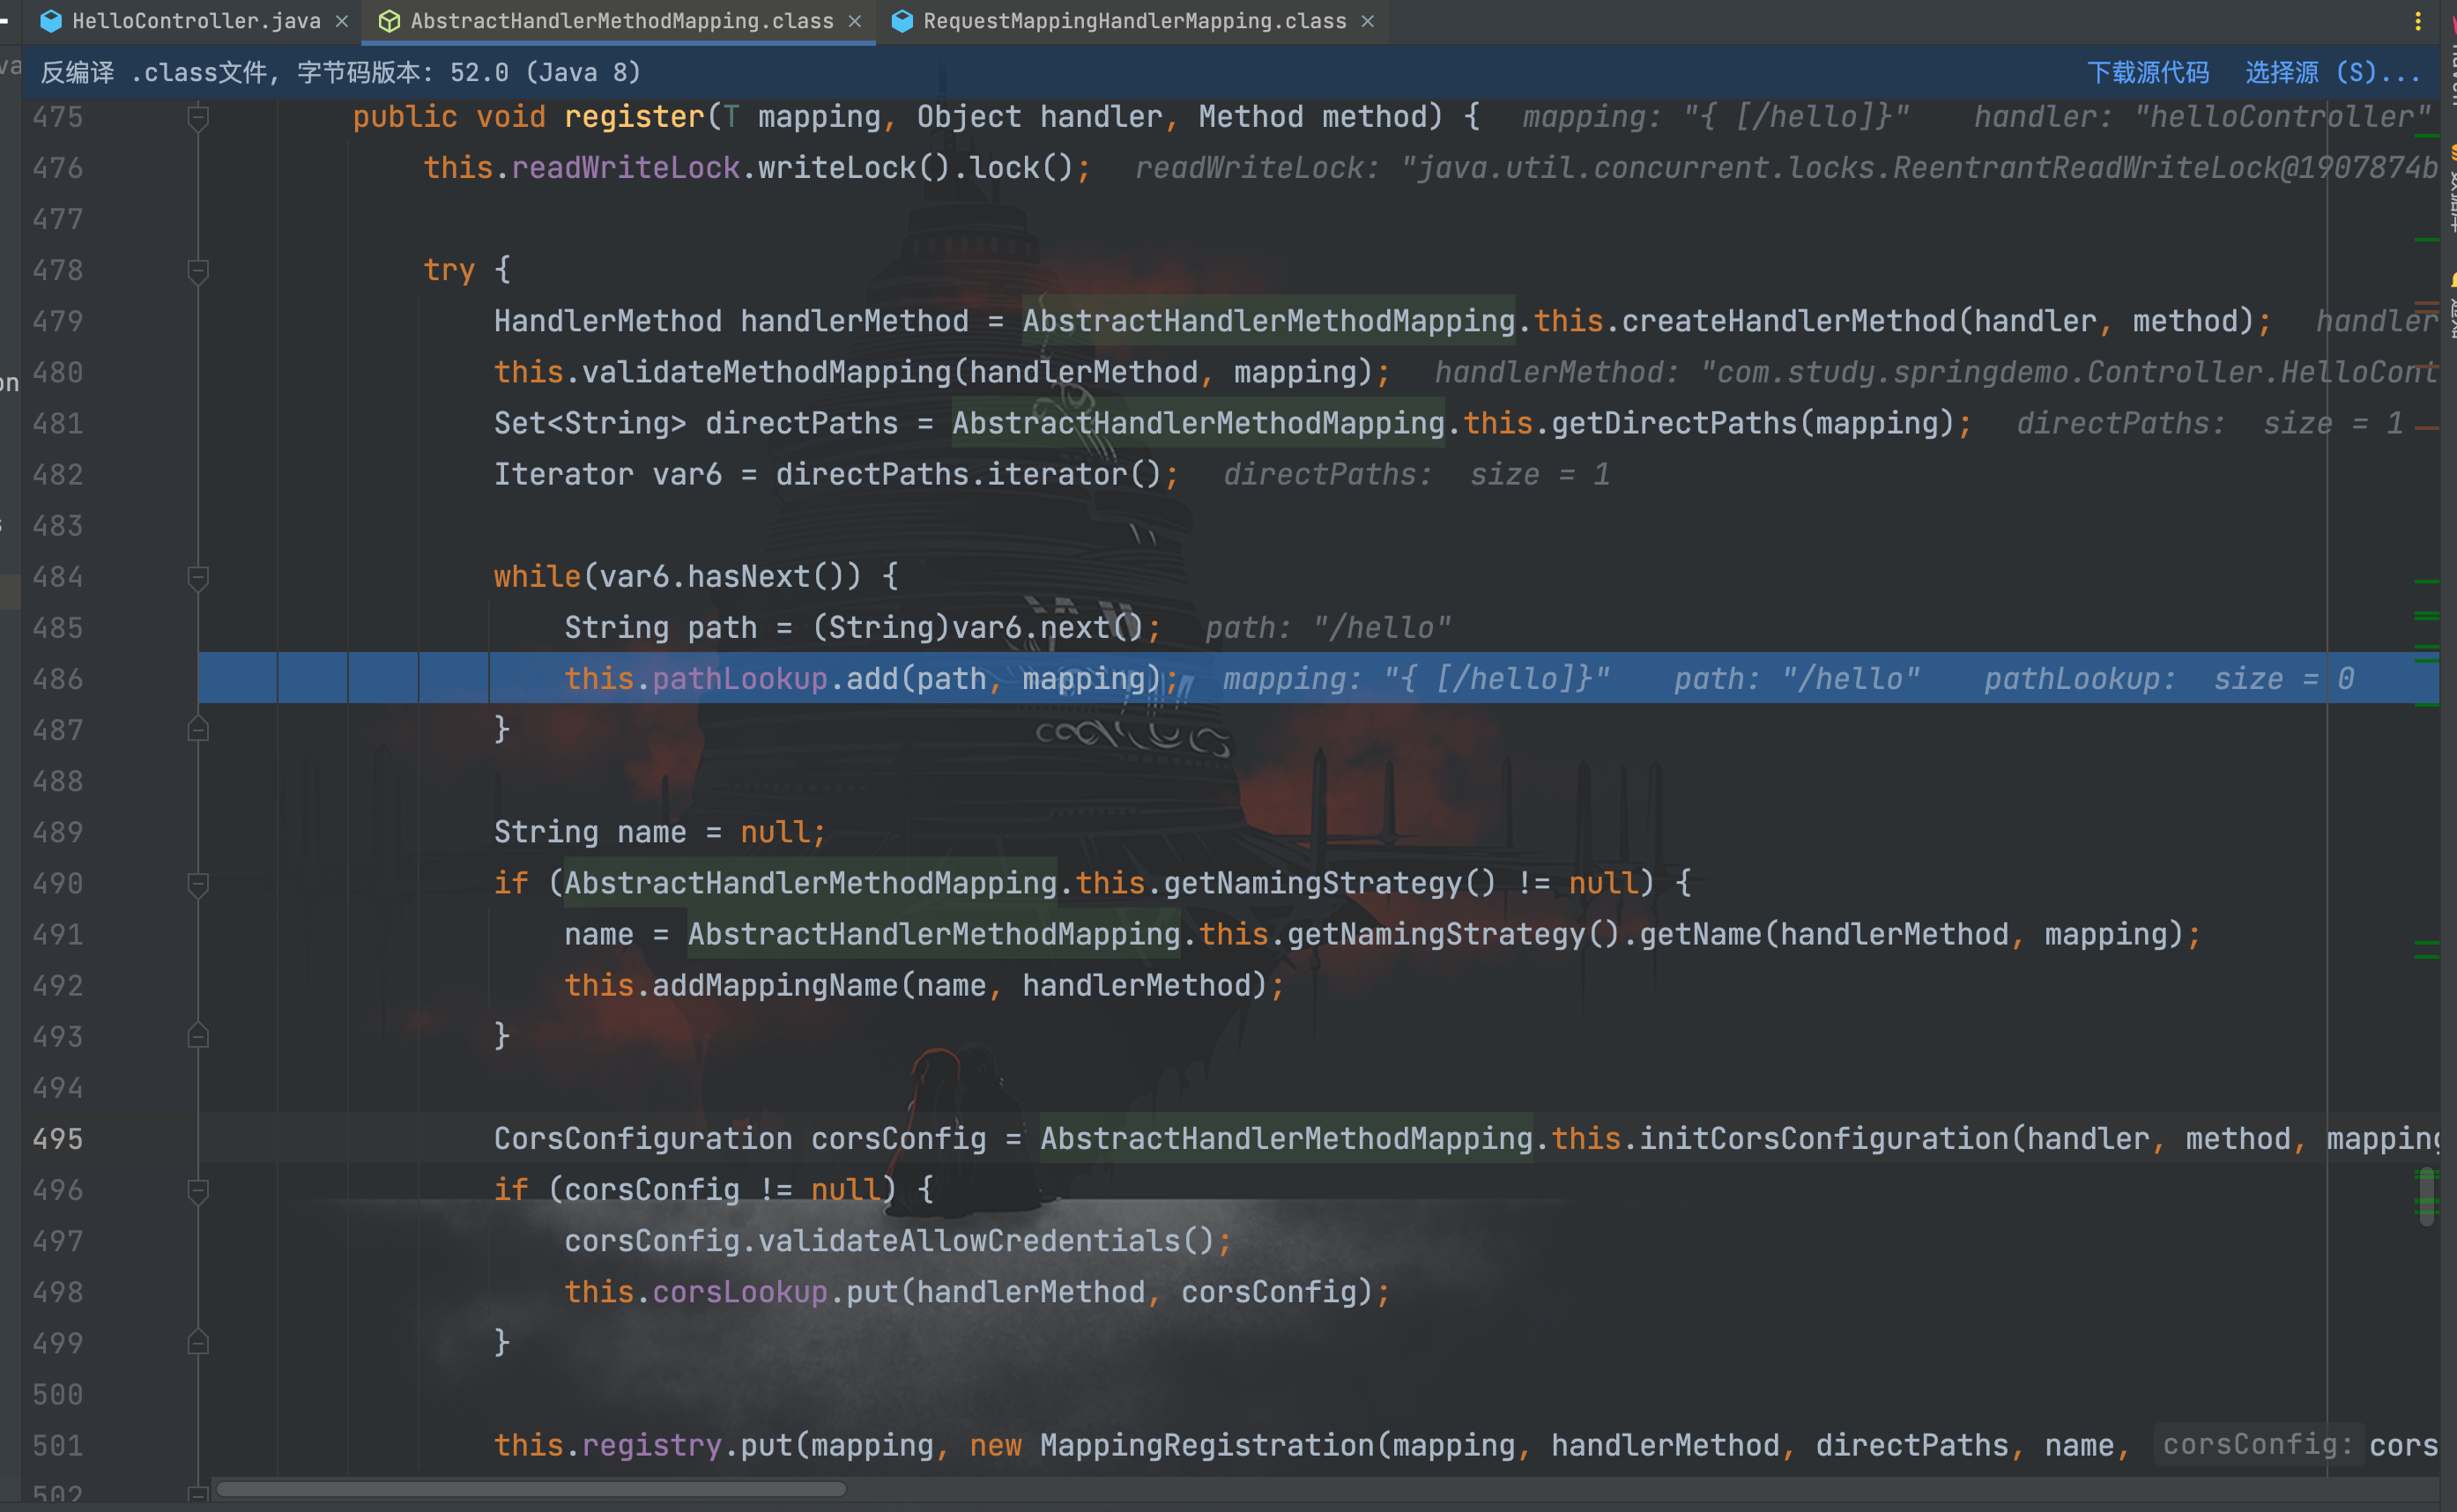 HelloController.java × AbstractHandlerMethodMapping.class × RequestMappingHandlerMapping.class ×
反编译 .class文件, 字节码版本: 52.0 (Java 8) 下载源代码 选择源 (S)...
475 public void register(T mapping, Object handler, Method method) { mapping: "{ [/hello]}" handler: "helloController"
476 this.readWriteLock.writeLock().lock(); readWriteLock: "java.util.concurrent.locks.ReentrantReadWriteLock@1907874b
477
478 try {
479 HandlerMethod handlerMethod = AbstractHandlerMethodMapping.this.createHandlerMethod(handler, method); handler
480 this.validateMethodMapping(handlerMethod, mapping); handlerMethod: "com.study.springdemo.Controller.HelloCont
481 Set<String> directPaths = AbstractHandlerMethodMapping.this.getDirectPaths(mapping); directPaths: size = 1
482 Iterator var6 = directPaths.iterator(); directPaths: size = 1
483
484 while(var6.hasNext()) {
485 String path = (String)var6.next(); path: "/hello"
486 this.pathLookup.add(path, mapping); mapping: "{ [/hello]}" path: "/hello" pathLookup: size = 0
487 }
488
489 String name = null;
490 if (AbstractHandlerMethodMapping.this.getNamingStrategy() != null) {
491 name = AbstractHandlerMethodMapping.this.getNamingStrategy().getName(handlerMethod, mapping);
492 this.addMappingName(name, handlerMethod);
493 }
494
495 CorsConfiguration corsConfig = AbstractHandlerMethodMapping.this.initCorsConfiguration(handler, method, mapping
496 if (corsConfig != null) {
497 corsConfig.validateAllowCredentials();
498 this.corsLookup.put(handlerMethod, corsConfig);
499 }
500
501 this.registry.put(mapping, new MappingRegistration(mapping, handlerMethod, directPaths, name, corsConfig: cors
502